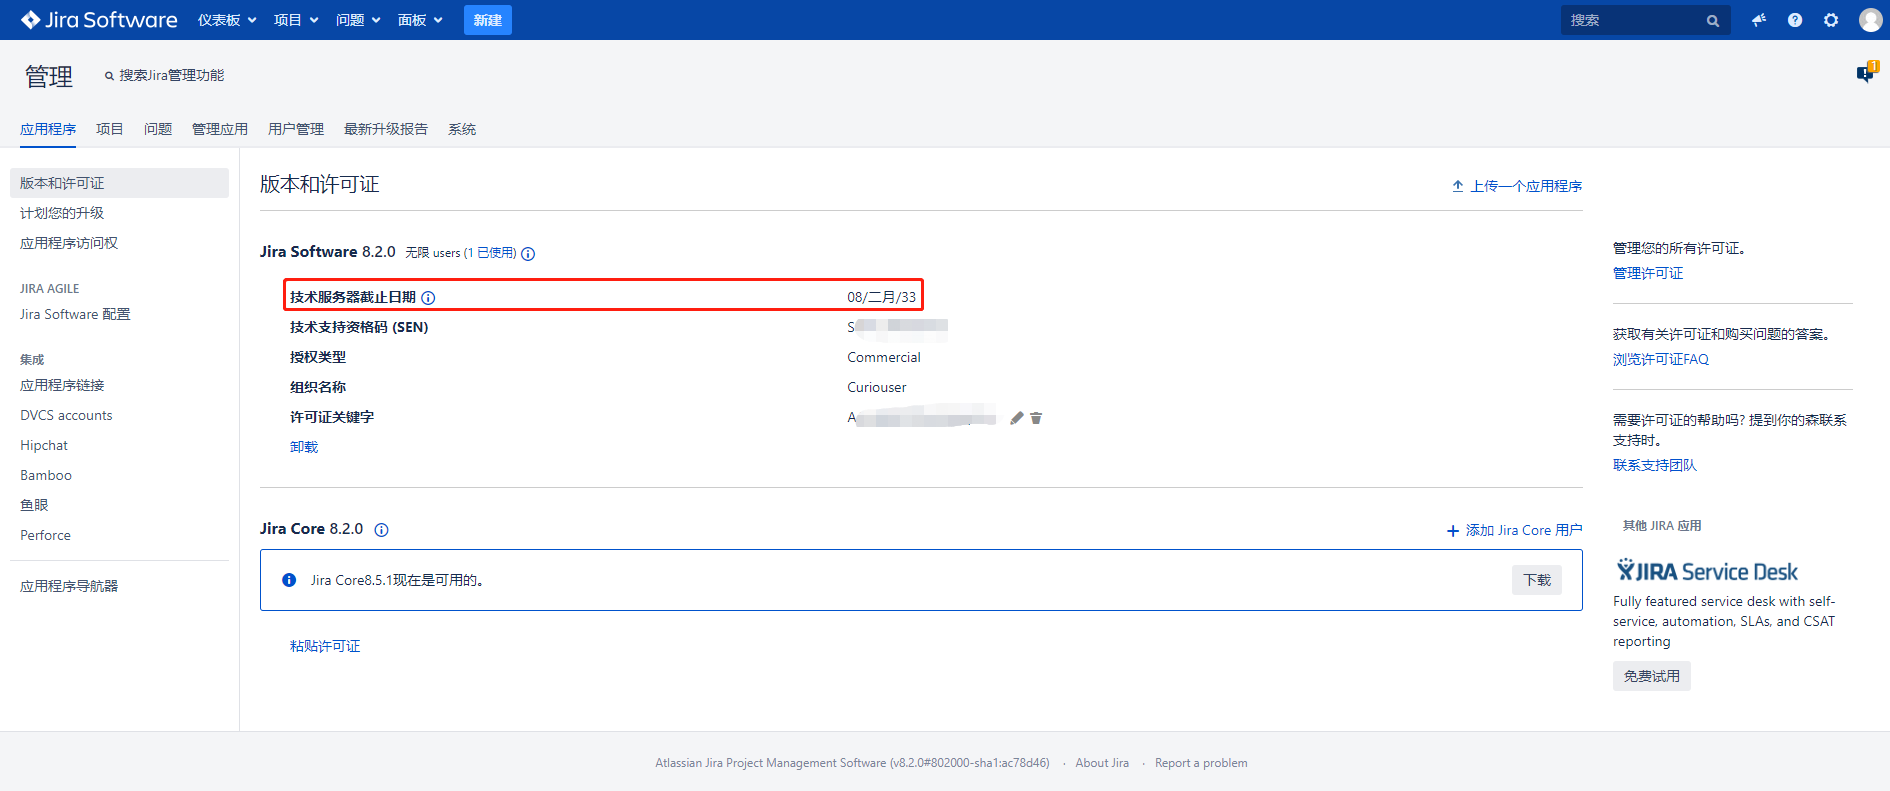 Jira Software 仪表板 项目 问题 面板 新建 搜索
管理 搜索Jira管理功能 1
应用程序 项目 问题 管理应用 用户管理 最新升级报告 系统
版本和许可证
计划您的升级
应用程序访问权
JIRA AGILE
Jira Software 配置
集成
应用程序链接
DVCS accounts
Hipchat
Bamboo
鱼眼
Perforce
应用程序导航器
版本和许可证 上传一个应用程序
Jira Software 8.2.0 无限 users (1 已使用)
技术服务器截止日期 08/二月/33
技术支持资格码 (SEN) S
授权类型 Commercial
组织名称 Curiouser
许可证关键字 A
卸载
Jira Core 8.2.0 添加 Jira Core 用户
Jira Core8.5.1现在是可用的。 下载
粘贴许可证
管理您的所有许可证。
管理许可证
获取有关许可证和购买问题的答案。
浏览许可证FAQ
需要许可证的帮助吗? 提到你的森联系
支持时。
联系支持团队
其他 JIRA 应用
JIRA Service Desk
Fully featured service desk with self-
service, automation, SLAs, and CSAT
reporting
免费试用
Atlassian Jira Project Management Software (v8.2.0#802000-sha1:ac78d46) · About Jira · Report a problem